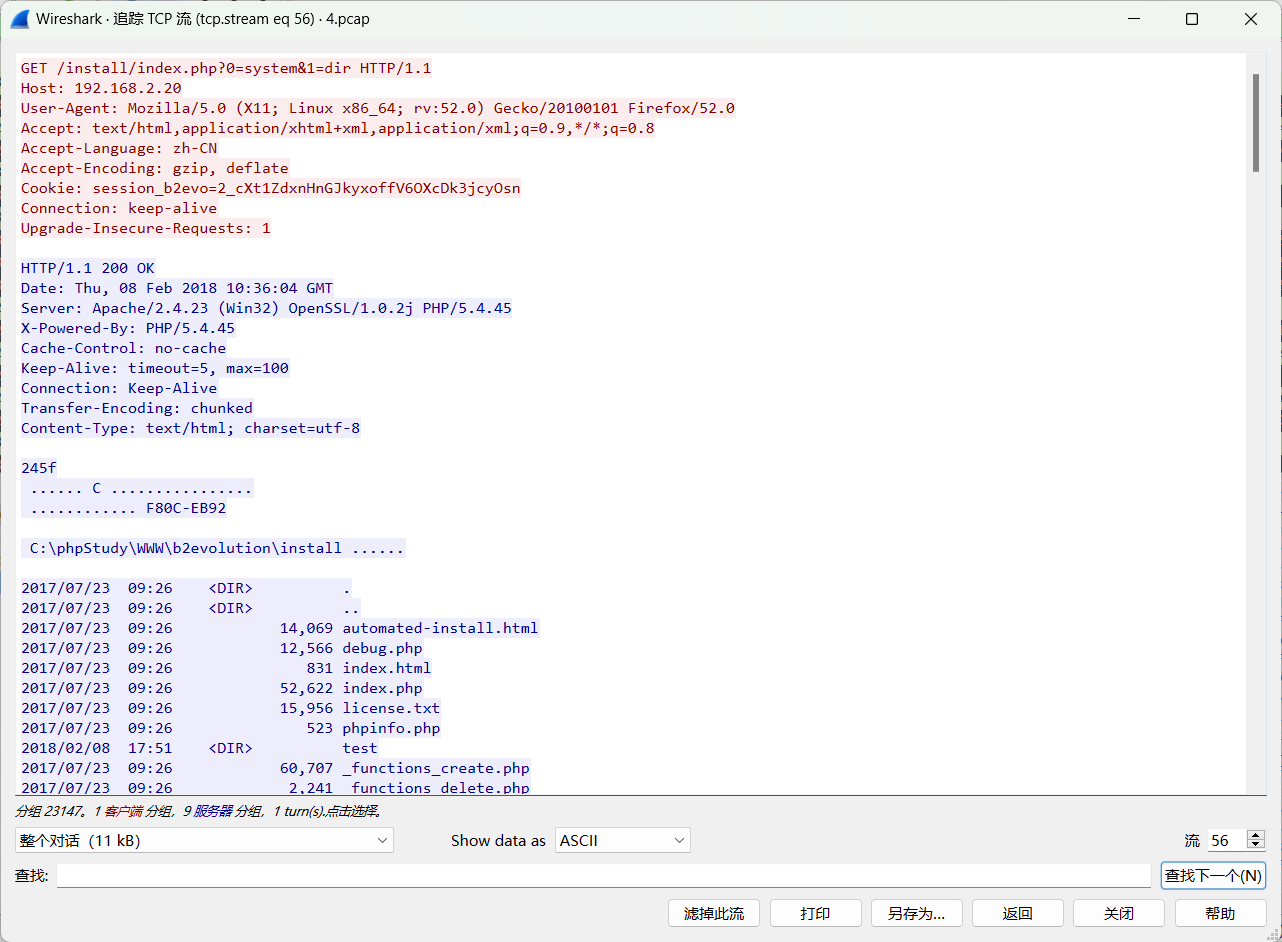 Wireshark · 追踪 TCP 流 (tcp.stream eq 56) · 4.pcap
GET /install/index.php?0=system&1=dir HTTP/1.1
Host: 192.168.2.20
User-Agent: Mozilla/5.0 (X11; Linux x86_64; rv:52.0) Gecko/20100101 Firefox/52.0
Accept: text/html,application/xhtml+xml,application/xml;q=0.9,*/*;q=0.8
Accept-Language: zh-CN
Accept-Encoding: gzip, deflate
Cookie: session_b2evo=2_cXt1ZdxnHnGJkyxoffV6OXcDk3jcyOsn
Connection: keep-alive
Upgrade-Insecure-Requests: 1
HTTP/1.1 200 OK
Date: Thu, 08 Feb 2018 10:36:04 GMT
Server: Apache/2.4.23 (Win32) OpenSSL/1.0.2j PHP/5.4.45
X-Powered-By: PHP/5.4.45
Cache-Control: no-cache
Keep-Alive: timeout=5, max=100
Connection: Keep-Alive
Transfer-Encoding: chunked
Content-Type: text/html; charset=utf-8
245f
...... C ................
............ F80C-EB92
C:\phpStudy\WWW\b2evolution\install ......
2017/07/23  09:26    <DIR>          .
2017/07/23  09:26    <DIR>          ..
2017/07/23  09:26            14,069 automated-install.html
2017/07/23  09:26            12,566 debug.php
2017/07/23  09:26               831 index.html
2017/07/23  09:26            52,622 index.php
2017/07/23  09:26            15,956 license.txt
2017/07/23  09:26               523 phpinfo.php
2018/02/08  17:51    <DIR>          test
2017/07/23  09:26            60,707 _functions_create.php
2017/07/23  09:26             2,241 _functions_delete.php
分组 23147。1 客户端 分组，9 服务器 分组，1 turn(s).点击选择。
整个对话（11 kB）
Show data as
ASCII
流
56
查找:
查找下一个(N)
滤掉此流
打印
另存为…
返回
关闭
帮助